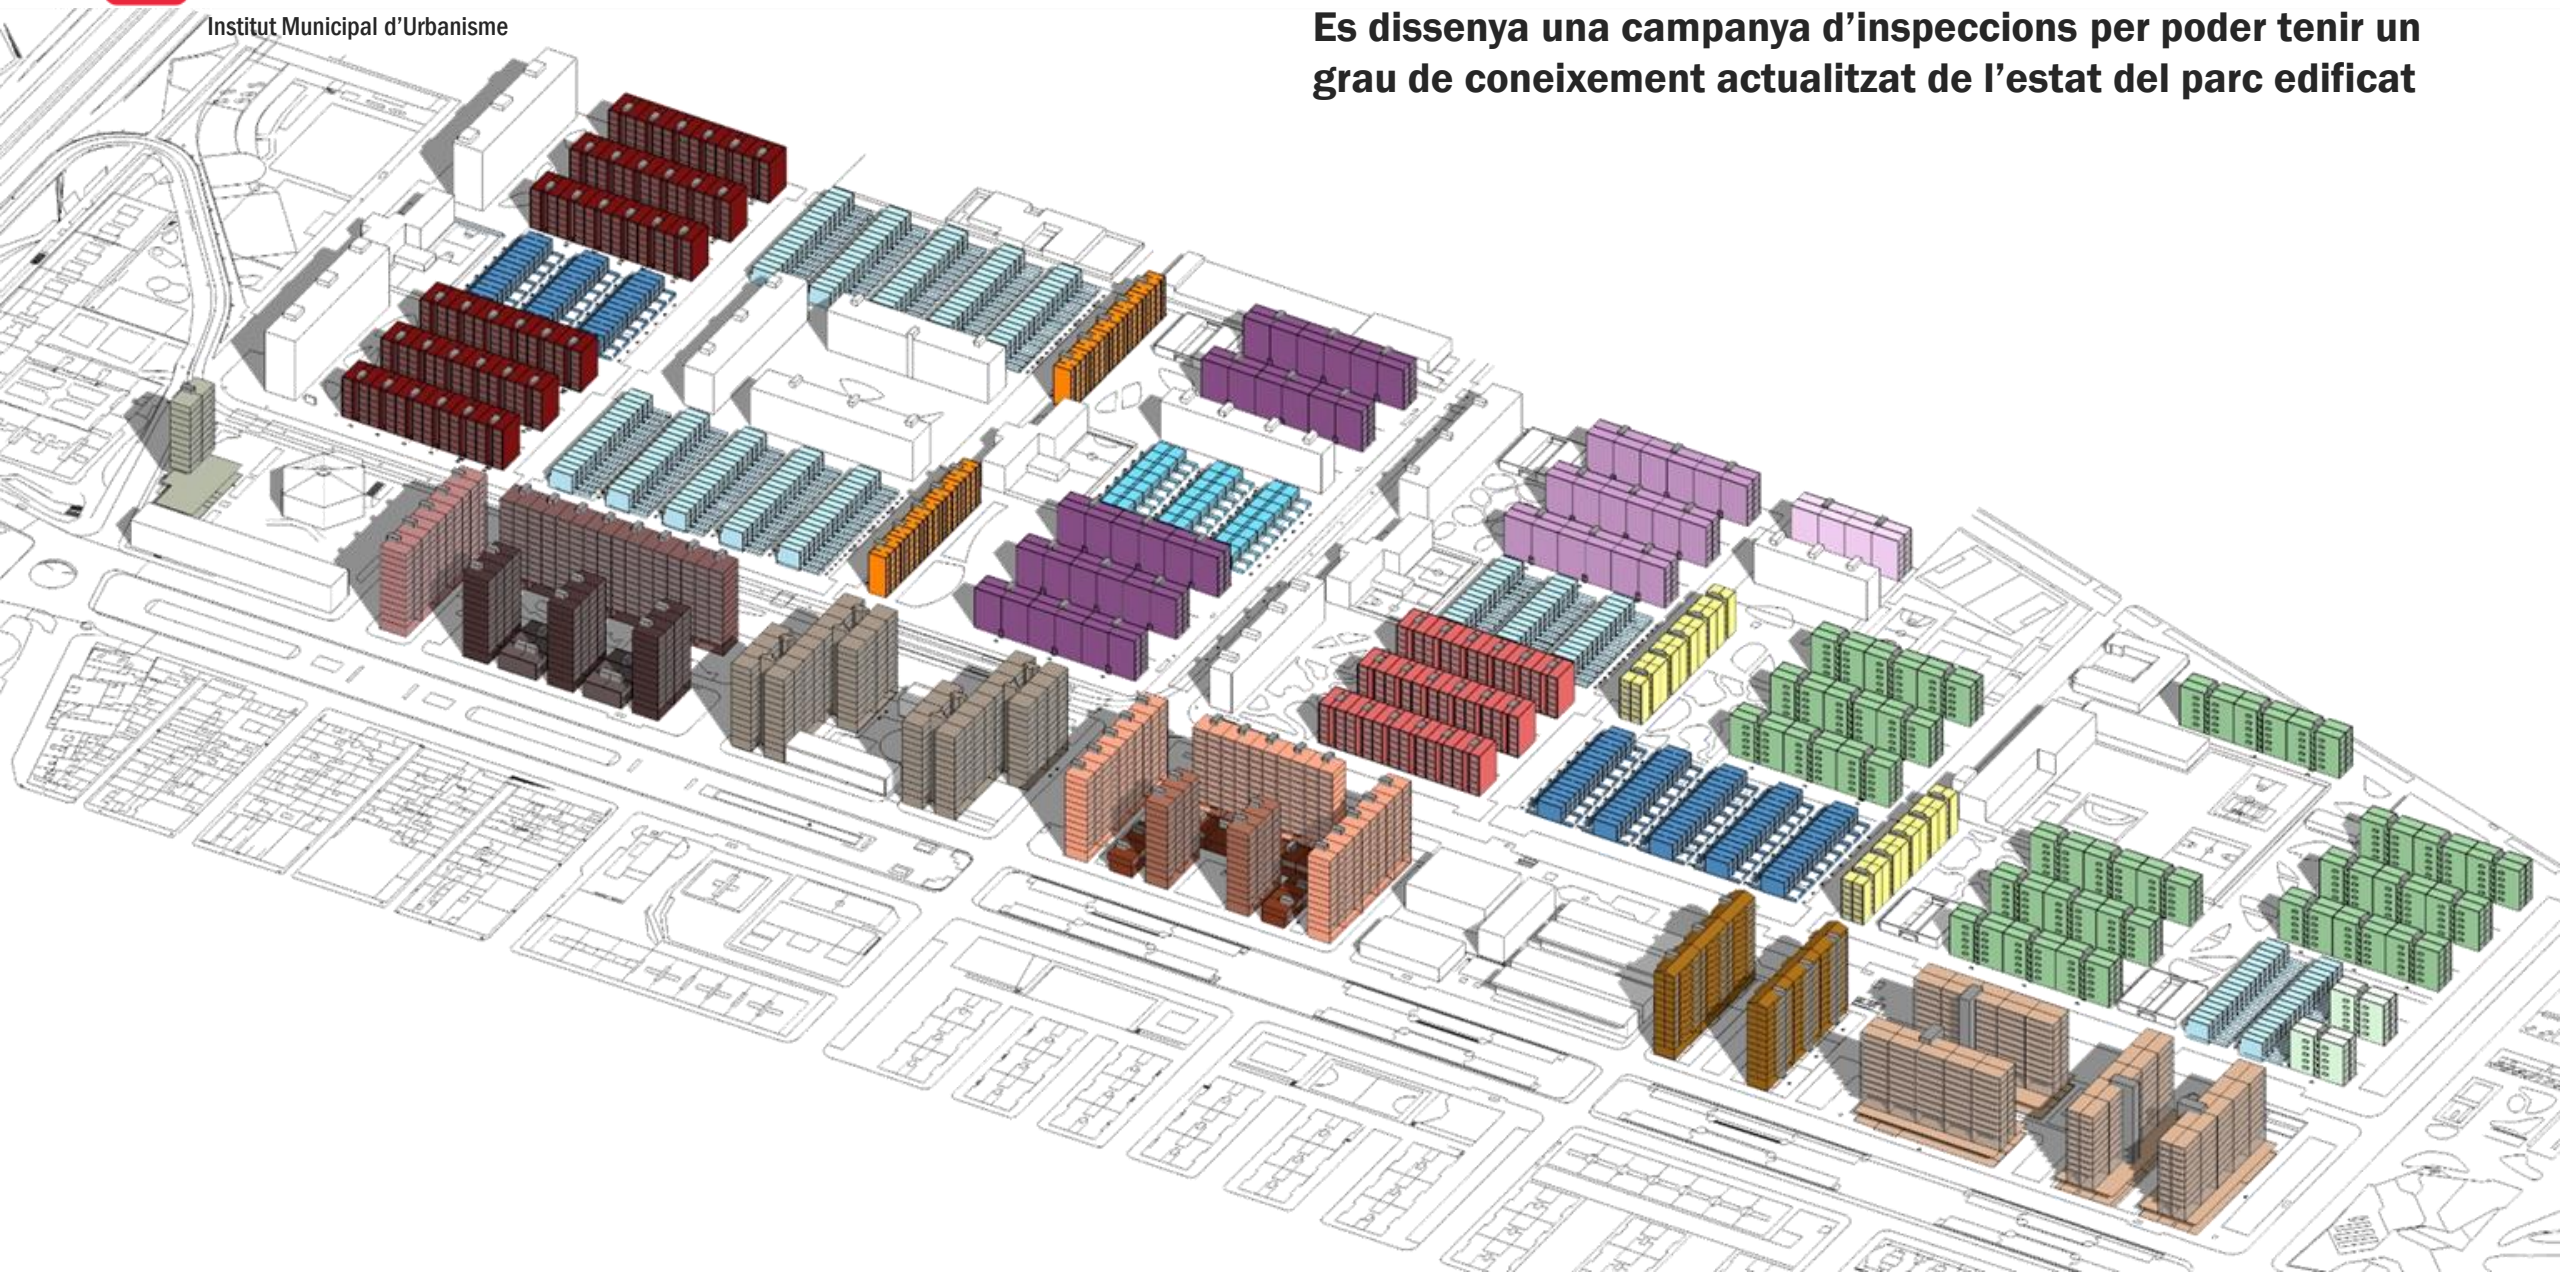 Institut Municipal d’Urbanisme
Es dissenya una campanya d’inspeccions per poder tenir un
grau de coneixement actualitzat de l’estat del parc edificat